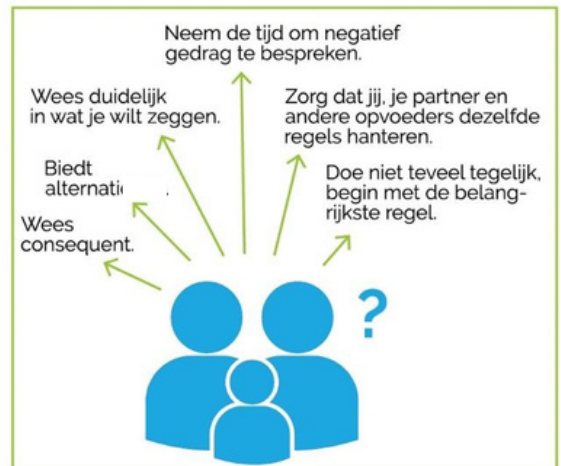 Neem de tijd om negatief
gedrag te bespreken.
Wees duidelijk
in wat je wilt zeggen.
Zorg dat jij, je partner en
andere opvoeders dezelfde
regels hanteren.
Biedt
.
Doe niet teveel tegelijk,
begin met de belang-
rijkste regel.
Wees
consequent.
?